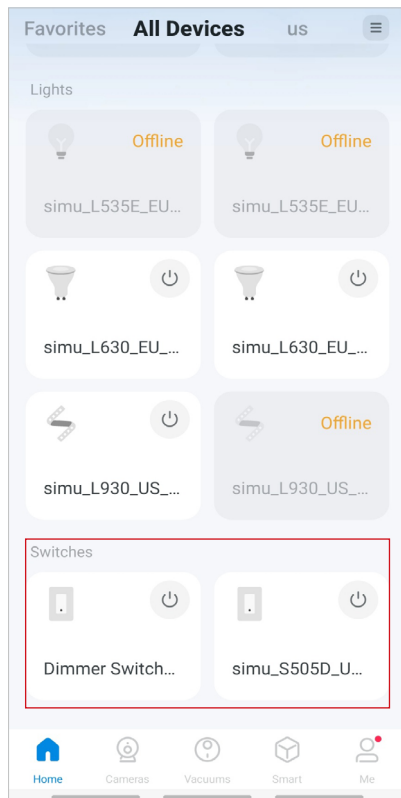 Favorites All Devices us
Lights
Offline Offline
simu_L535E_EU... simu_L535E_EU...
simu_L630_EU_... simu_L630_EU_...
Offline
simu_L930_US_... simu_L930_US_...
Switches
Dimmer Switch... simu_S505D_U...
Home Cameras Vacuums Smart Me